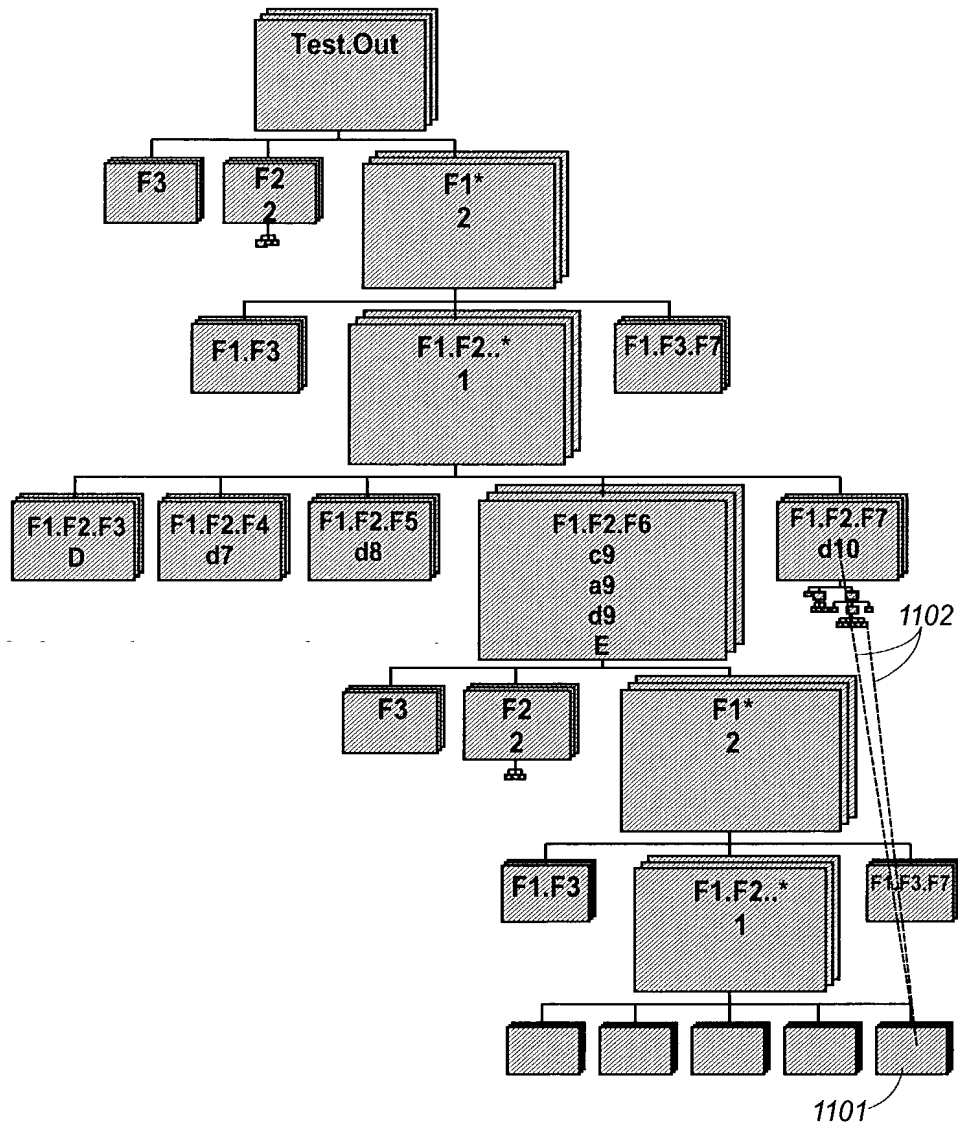 Test.Out
F3
F2
2
F1*
2
F1.F3
F1.F2..*
1
F1.F3.F7
F1.F2.F3
D
F1.F2.F4
d7
F1.F2.F5
d8
F1.F2.F6
c9
a9
d9
E
F1.F2.F7
d10
1102
F3
F2
2
F1*
2
F1.F3
F1.F2..*
1
F1.F3.F7
1101